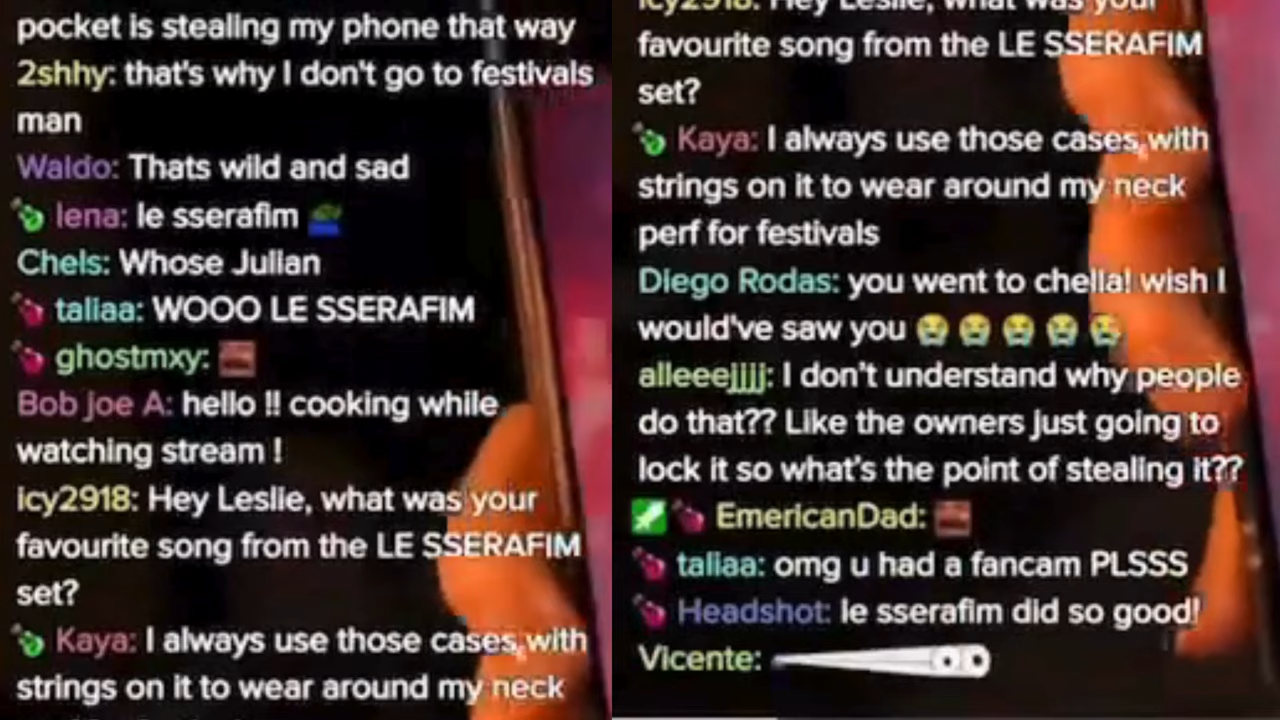 pocket is stealing my phone that way
2shhy: that's why I don't go to festivals
man
Waldo: Thats wild and sad
lena: le sserafim
Chels: Whose Julian
taliaa: WOOO LE SSERAFIM
ghostmxy:
Bob joe A: hello !! cooking while
watching stream !
icy2918: Hey Leslie, what was your
favourite song from the LE SSERAFIM
set?
Kaya: I always use those cases with
strings on it to wear around my neck
icy2918: Hey Leslie, what was your
favourite song from the LE SSERAFIM
set?
Kaya: I always use those cases with
strings on it to wear around my neck
perf for festivals
Diego Rodas: you went to chella! wish I
would've saw you 😭 😭 😭 😭 😭
alleeejjjj: I don't understand why people
do that?? Like the owners just going to
lock it so what's the point of stealing it??
EmericanDad:
taliaa: omg u had a fancam PLSSS
Headshot: le sserafim did so good!
Vicente: